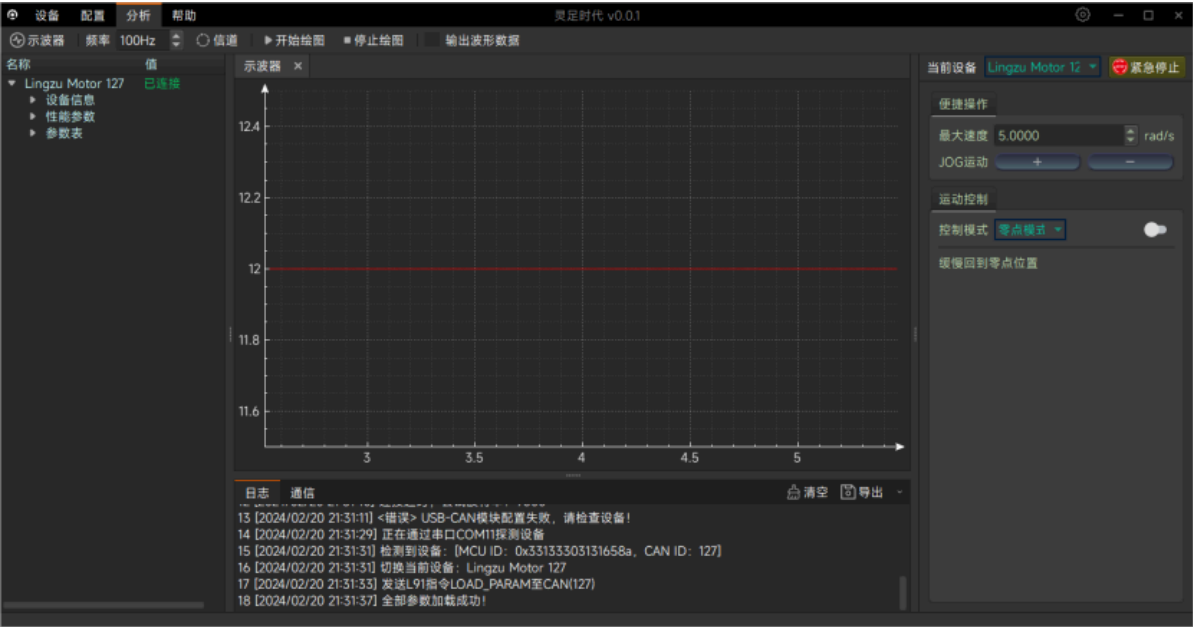 设备 配置 分析 帮助 灵足时代 v0.0.1
示波器 频率 100Hz 信道 开始绘图 停止绘图 输出波形数据
名称 值
Lingzu Motor 127 已连接
设备信息
性能参数
参数表
示波器 ×
12.4
12.2
12
11.8
11.6
3 3.5 4 4.5 5
日志 通信 清空 导出
13 [2024/02/20 21:31:11] <错误> USB-CAN模块配置失败，请检查设备!
14 [2024/02/20 21:31:29] 正在通过串口COM11探测设备
15 [2024/02/20 21:31:31] 检测到设备: [MCU ID: 0x33133303131658a, CAN ID: 127]
16 [2024/02/20 21:31:31] 切换当前设备: Lingzu Motor 127
17 [2024/02/20 21:31:33] 发送L91指令LOAD_PARAM至CAN(127)
18 [2024/02/20 21:31:37] 全部参数加载成功!
当前设备 Lingzu Motor 12 紧急停止
便捷操作
最大速度 5.0000 rad/s
JOG运动 + −
运动控制
控制模式 零点模式
缓慢回到零点位置